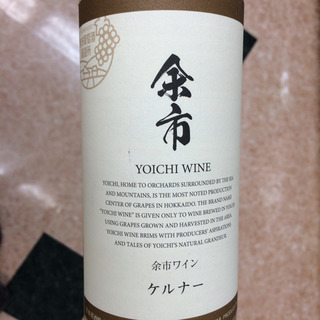 余市
YOICHI WINE
YOICHI, HOME TO ORCHARDS SURROUNDED BY THE SEA
AND MOUNTAINS, IS THE MOST NOTED PRODUCTION
CENTER OF GRAPES IN HOKKAIDO. THE BRAND NAME
"YOICHI WINE" IS GIVEN ONLY TO WINE BREWED IN YOICHI
USING GRAPES GROWN AND HARVESTED IN THE AREA.
YOICHI WINE BRIMS WITH PRODUCERS' ASPIRATIONS
AND TALES OF YOICHI'S NATURAL GRANDEUR.
余市ワイン
ケルナー